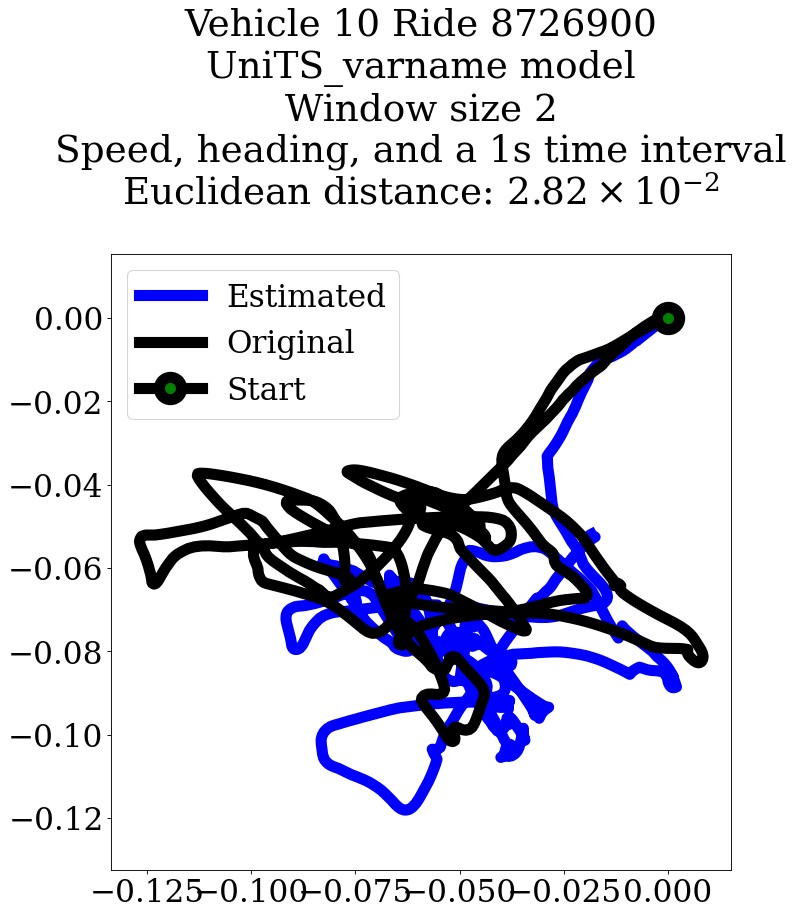 Vehicle 10 Ride 8726900
UniTS_varname model
Window size 2
Speed, heading, and a 1s time interval
Euclidean distance: 2.82 × 10⁻²
Estimated
Original
Start
0.00
−0.02
−0.04
−0.06
−0.08
−0.10
−0.12
−0.125 −0.100 −0.075 −0.050 −0.025 0.000